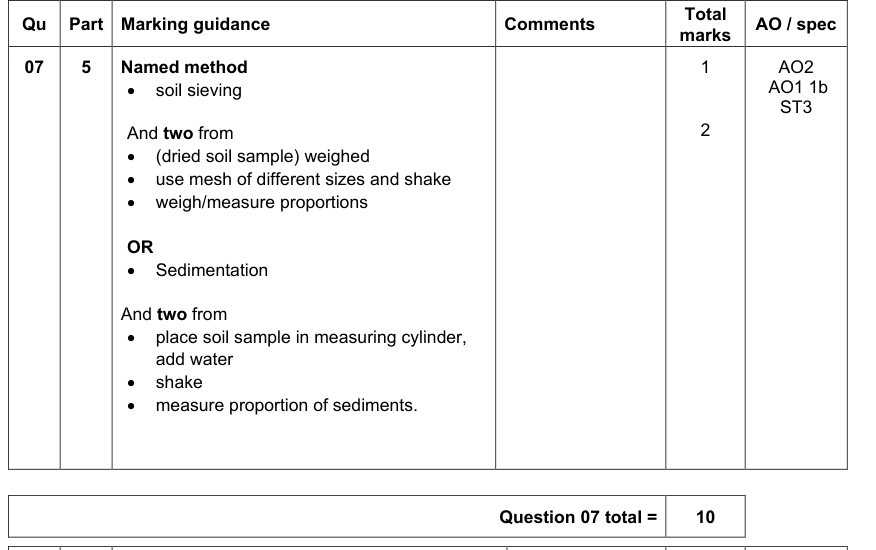 Qu Part Marking guidance Comments Total marks AO / spec
07 5 Named method 1 AO2
• soil sieving AO1 1b
ST3
And two from 2
• (dried soil sample) weighed
• use mesh of different sizes and shake
• weigh/measure proportions
OR
• Sedimentation
And two from
• place soil sample in measuring cylinder,
add water
• shake
• measure proportion of sediments.
Question 07 total = 10